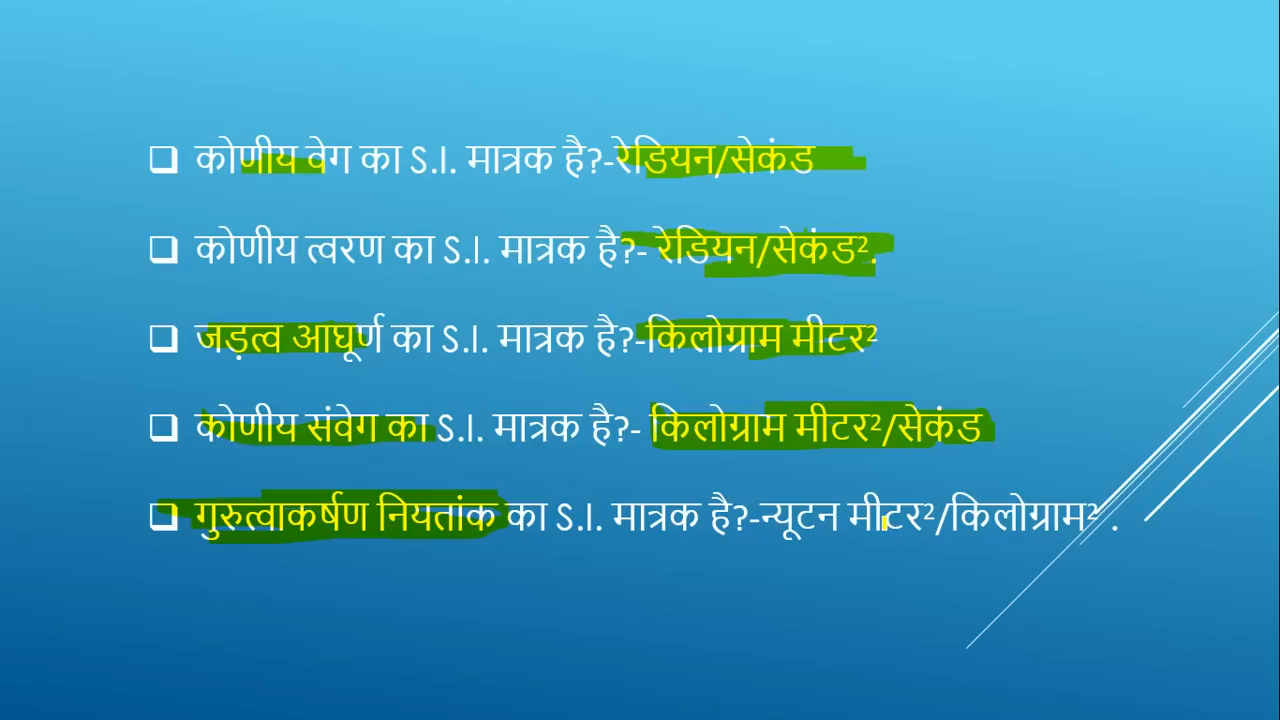 कोणीय वेग का S.I. मात्रक है?-रेडियन/सेकंड
कोणीय त्वरण का S.I. मात्रक है?- रेडियन/सेकंड².
जड़त्व आघूर्ण का S.I. मात्रक है?-किलोग्राम मीटर²
कोणीय संवेग का S.I. मात्रक है?- किलोग्राम मीटर²/सेकंड
गुरुत्वाकर्षण नियतांक का S.I. मात्रक है?-न्यूटन मीटर²/किलोग्राम² .